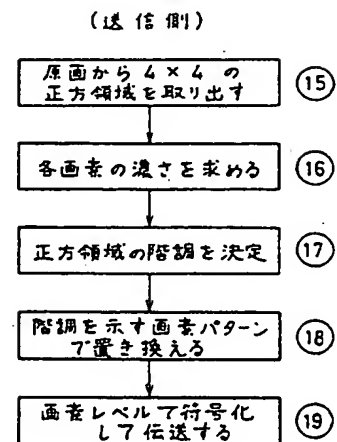 (送信側)
原画から4×4の
正方領域を取り出す
15
各画素の濃さを求める
16
正方領域の階調を決定
17
階調を示す画素パターン
で置き換える
18
画素レベルで符号化
して伝送する
19